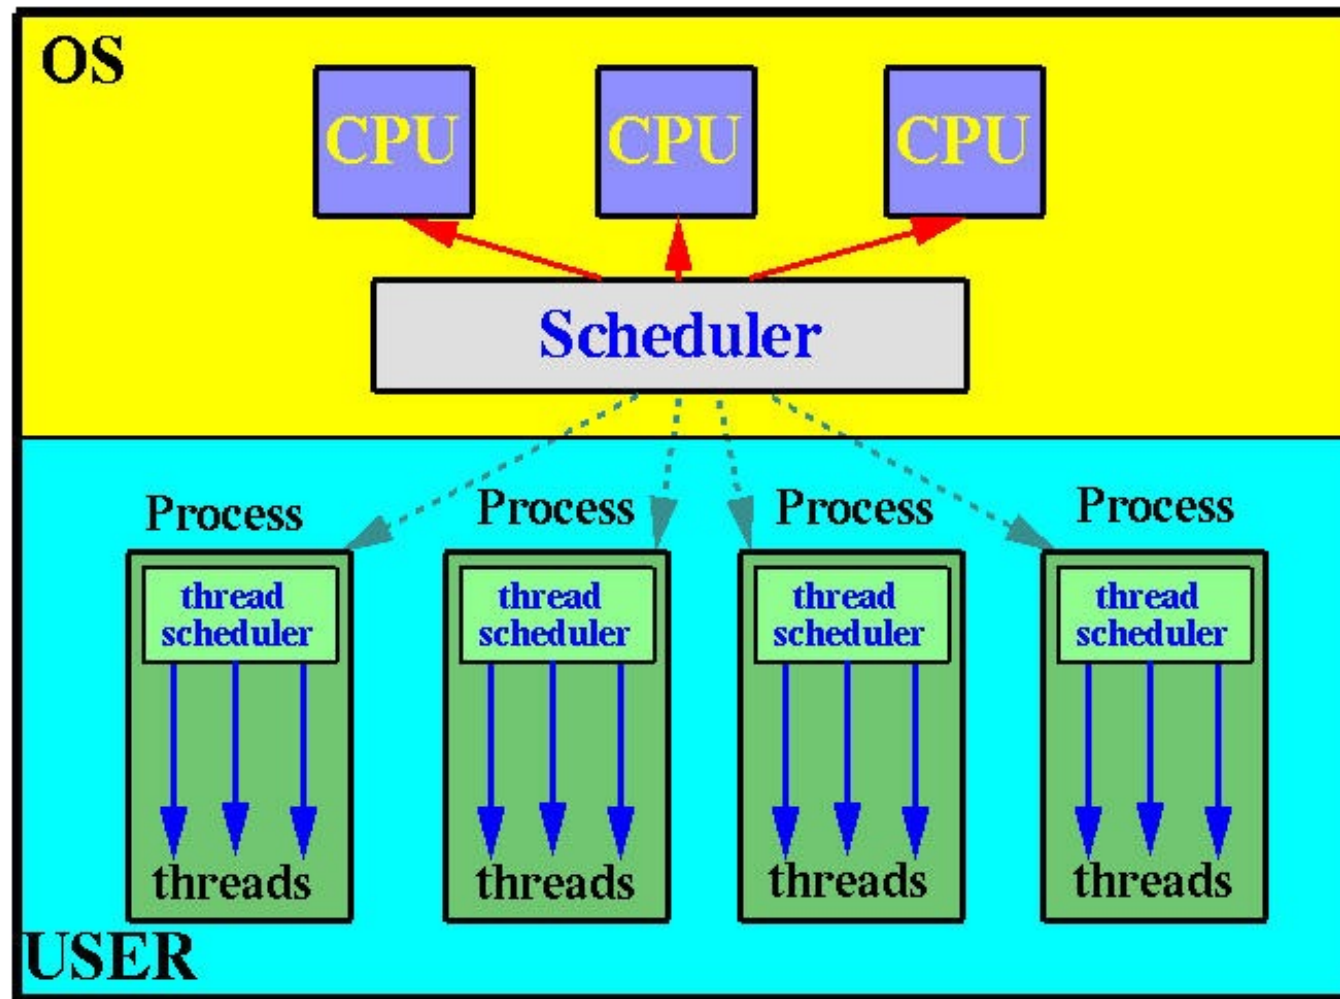 OS
CPU
CPU
CPU
Scheduler
Process
Process
Process
Process
thread
scheduler
thread
scheduler
thread
scheduler
thread
scheduler
threads
threads
threads
threads
USER